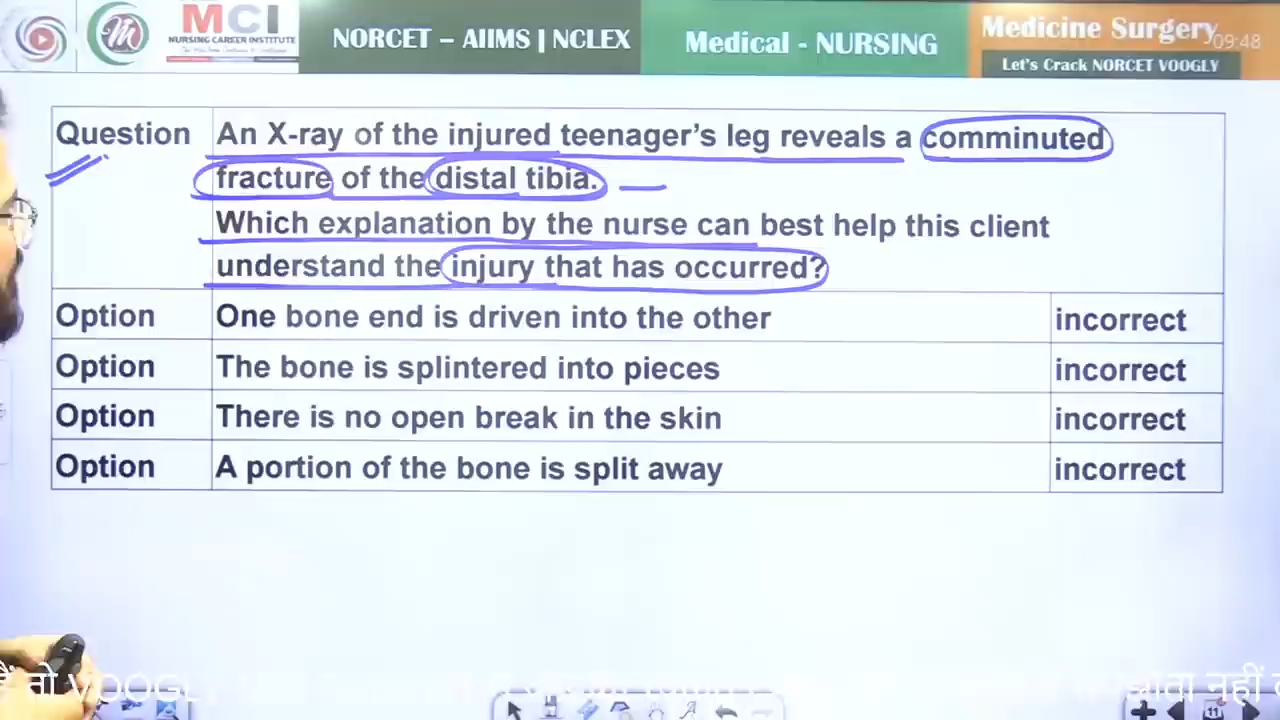 MCI
NURSING CAREER INSTITUTE
NORCET – AIIMS | NCLEX
Medical - NURSING
Medicine Surgery
09:48
Let's Crack NORCET VOOGLY
Question An X-ray of the injured teenager's leg reveals a comminuted
fracture of the distal tibia.
Which explanation by the nurse can best help this client
understand the injury that has occurred?
Option One bone end is driven into the other incorrect
Option The bone is splintered into pieces incorrect
Option There is no open break in the skin incorrect
Option A portion of the bone is split away incorrect
तो VOOGLY
नहीं
11